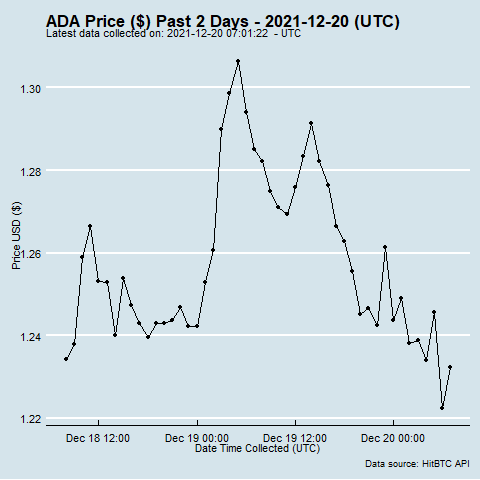 ADA Price ($) Past 2 Days - 2021-12-20 (UTC)
Latest data collected on: 2021-12-20 07:01:22 - UTC
1.30
1.28
1.26
1.24
1.22
Price USD ($)
Dec 18 12:00
Dec 19 00:00
Dec 19 12:00
Dec 20 00:00
Date Time Collected (UTC)
Data source: HitBTC API